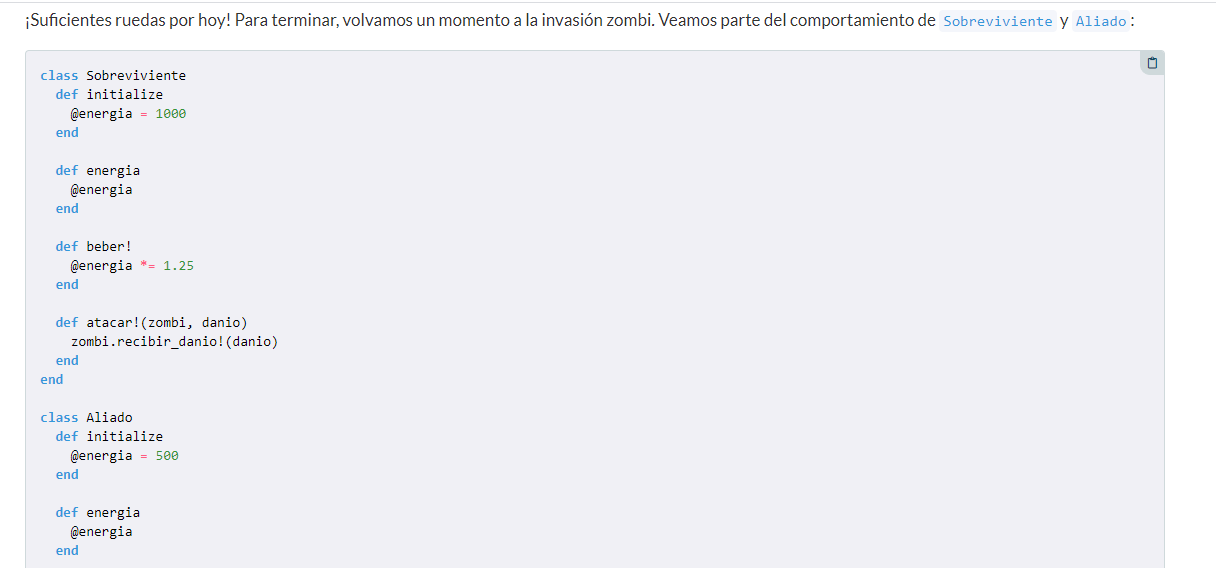 ¡Suficientes ruedas por hoy! Para terminar, volvamos un momento a la invasión zombi. Veamos parte del comportamiento de Sobreviviente y Aliado:
class Sobreviviente
  def initialize
    @energia = 1000
  end

  def energia
    @energia
  end

  def beber!
    @energia *= 1.25
  end

  def atacar!(zombi, danio)
    zombi.recibir_danio!(danio)
  end
end

class Aliado
  def initialize
    @energia = 500
  end

  def energia
    @energia
  end